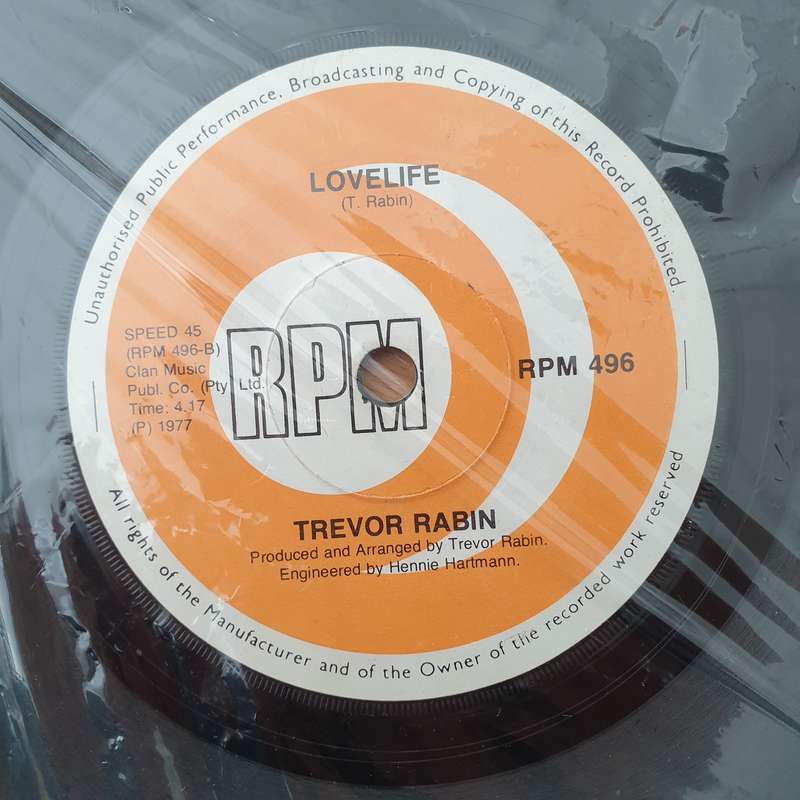 Unauthorised Public Performance, Broadcasting and Copying of this Record Prohibited.
LOVELIFE
(T. Rabin)
SPEED 45
(RPM 496-B)
Clan Music
Publ. Co. (Pty) Ltd.
Time: 4.17
(P) 1977
RPM
RPM 496
TREVOR RABIN
Produced and Arranged by Trevor Rabin.
Engineered by Hennie Hartmann.
All rights of the Manufacturer and of the Owner of the recorded work reserved